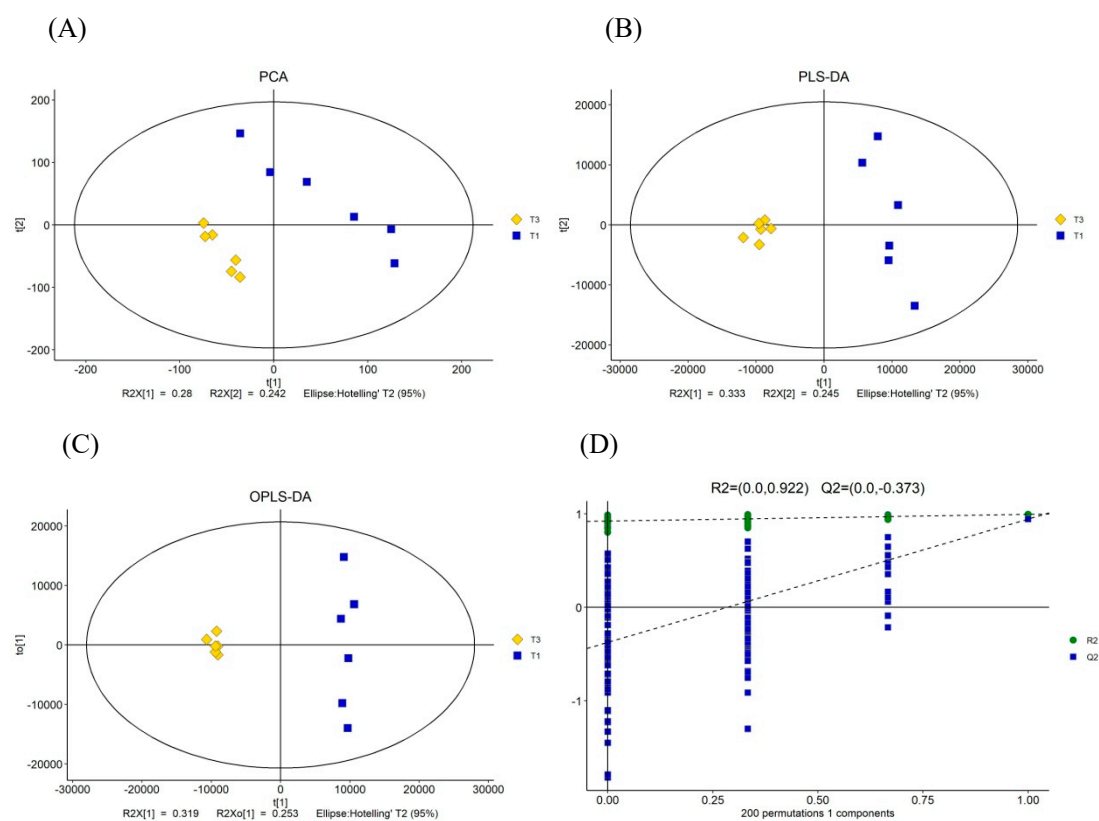 (A)
PCA
200
100
0
-100
-200
t[2]
-200
-100
0
100
200
t[1]
R2X[1] = 0.28 R2X[2] = 0.242 Ellipse:Hotelling' T2 (95%)
T3
T1
(B)
PLS-DA
20000
10000
0
-10000
-20000
t[2]
-30000
-20000
-10000
0
10000
20000
30000
t[1]
R2X[1] = 0.333 R2X[2] = 0.245 Ellipse:Hotelling' T2 (95%)
T3
T1
(C)
OPLS-DA
20000
10000
0
-10000
-20000
to[1]
-30000
-20000
-10000
0
10000
20000
30000
t[1]
R2X[1] = 0.319 R2Xo[1] = 0.253 Ellipse:Hotelling' T2 (95%)
T3
T1
(D)
R2=(0.0,0.922) Q2=(0.0,-0.373)
1
0
-1
0.00
0.25
0.50
0.75
1.00
200 permutations 1 components
R2
Q2